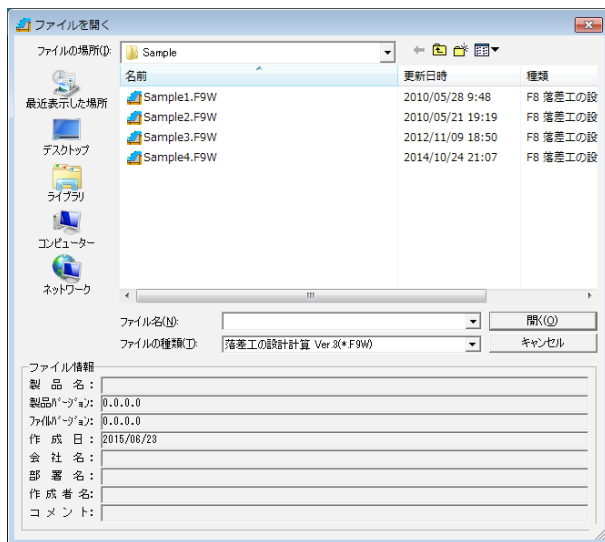 ファイルを開く
ファイルの場所(I): Sample
名前 更新日時 種類
Sample1.F9W 2010/05/28 9:48 F8 落差工の設
Sample2.F9W 2010/05/21 19:19 F8 落差工の設
Sample3.F9W 2012/11/09 18:50 F8 落差工の設
Sample4.F9W 2014/10/24 21:07 F8 落差工の設
最近表示した場所
デスクトップ
ライブラリ
コンピューター
ネットワーク
ファイル名(N): 開く(O)
ファイルの種類(T): 落差工の設計計算 Ver.3(*.F9W) キャンセル
ファイル情報
製品名:
製品バージョン: 0.0.0.0
ファイルバージョン: 0.0.0.0
作成日: 2015/06/23
会社名:
部署名:
作成者名:
コメント: